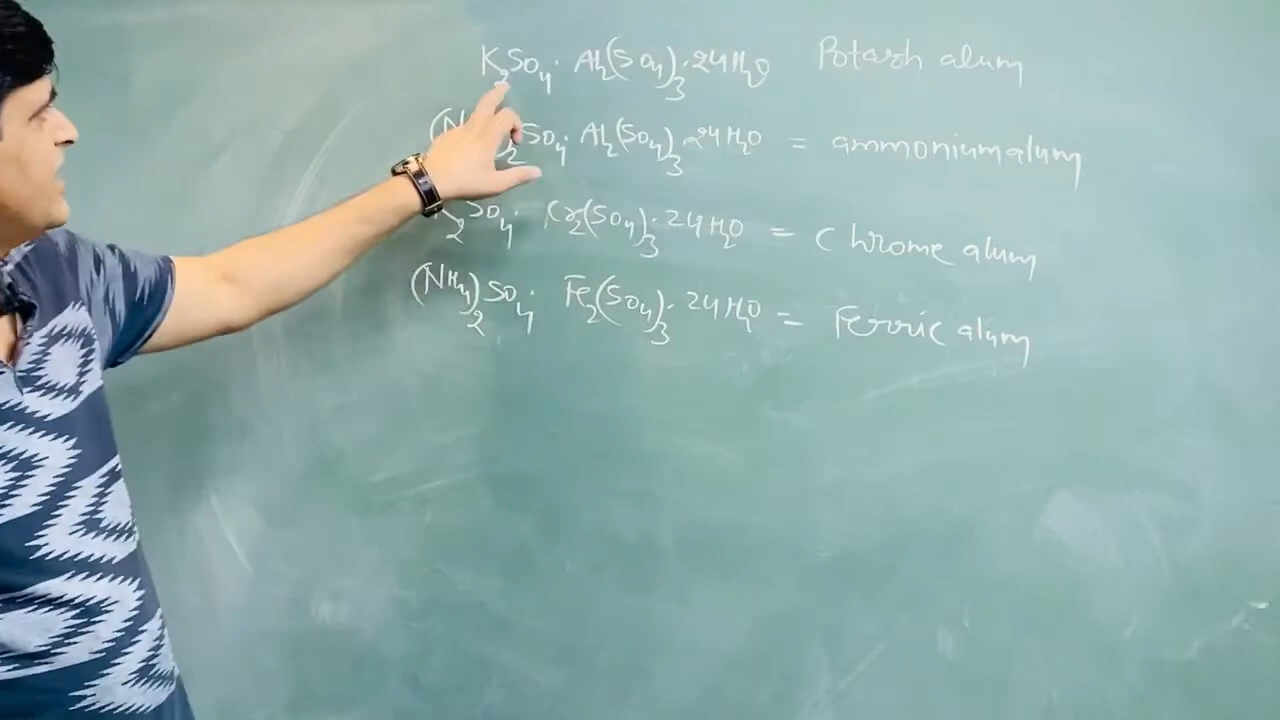 K₂SO₄. Al₂(SO₄)₃.24H₂O Potash alum
(N ₂SO₄. Al₂(SO₄)₃.24H₂O = ammonium alum
K₂SO₄. Cr₂(SO₄)₃.24H₂O = Chrome alum
(NH₄)₂SO₄. Fe₂(SO₄)₃.24H₂O = Ferric alum